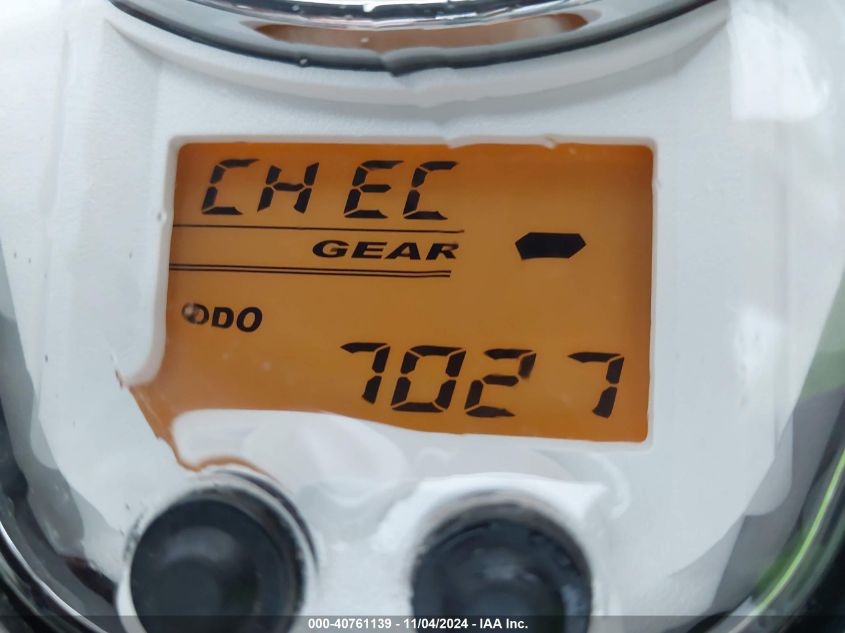 CHEC
GEAR -
ODO
7027
000-40761139 - 11/04/2024 - IAA Inc.